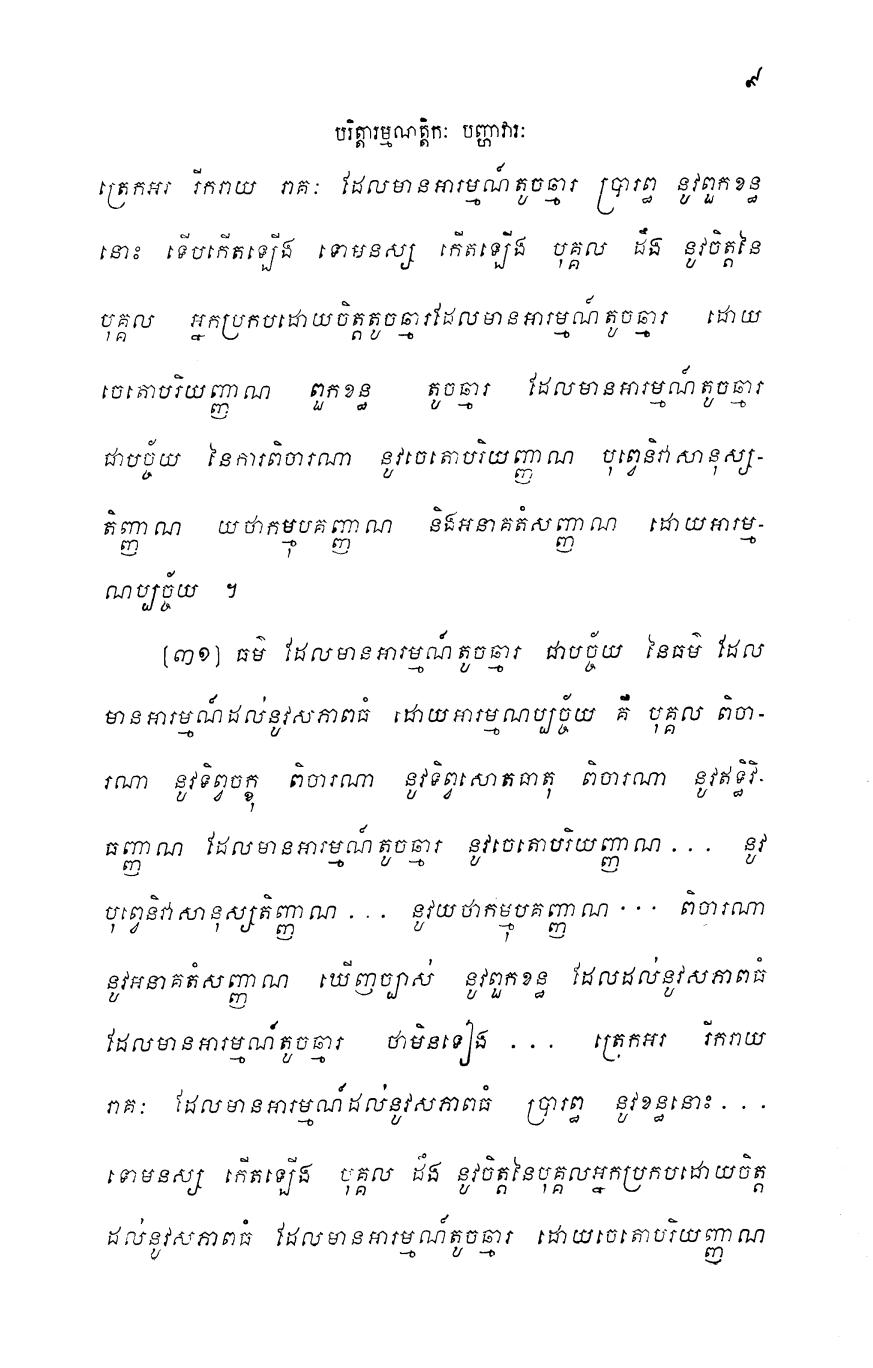 ៩
បរិត្តារម្មណត្តិកៈ បញ្ហាវារៈ
ត្រេកអរ រីករាយ រាគៈ ដែលមានអារម្មណ៍តូចឆ្មារ ប្រារព្ធ នូវពួកខន្ធ
នោះ ទើបកើតឡើង ទោមនស្ស កើតឡើង បុគ្គល ដឹង នូវចិត្តនៃ
បុគ្គល អ្នកប្រកបដោយចិត្តតូចឆ្មារដែលមានអារម្មណ៍តូចឆ្មារ ដោយ
ចេតោបរិយញ្ញាណ ពួកខន្ធ តូចឆ្មារ ដែលមានអារម្មណ៍តូចឆ្មារ
ជាបច្ច័យ នៃការពិចារណា នូវចេតោបរិយញ្ញាណ បុព្វេនិវាសានុស្ស-
តិញ្ញាណ យថាកម្មុបគញ្ញាណ និងអនាគតំសញ្ញាណ ដោយអារម្ម-
ណប្បច្ច័យ ។
[៣១] ធម៌ ដែលមានអារម្មណ៍តូចឆ្មារ ជាបច្ច័យ នៃធម៌ ដែល
មានអារម្មណ៍ដល់នូវសភាពធំ ដោយអារម្មណប្បច្ច័យ គឺ បុគ្គល ពិចា-
រណា នូវទិព្វចក្ខុ ពិចារណា នូវទិព្វសោតធាតុ ពិចារណា នូវឥទ្ធិវិ-
ធញ្ញាណ ដែលមានអារម្មណ៍តូចឆ្មារ នូវចេតោបរិយញ្ញាណ . . . នូវ
បុព្វេនិវាសានុស្សតិញ្ញាណ . . . នូវយថាកម្មុបគញ្ញាណ . . . ពិចារណា
នូវអនាគតំសញ្ញាណ ឃើញច្បាស់ នូវពួកខន្ធ ដែលដល់នូវសភាពធំ
ដែលមានអារម្មណ៍តូចឆ្មារ ថាមិនទៀង . . . ត្រេកអរ រីករាយ
រាគៈ ដែលមានអារម្មណ៍ដល់នូវសភាពធំ ប្រារព្ធ នូវខន្ធនោះ . . .
ទោមនស្ស កើតឡើង បុគ្គល ដឹង នូវចិត្តនៃបុគ្គលអ្នកប្រកបដោយចិត្ត
ដល់នូវសភាពធំ ដែលមានអារម្មណ៍តូចឆ្មារ ដោយចេតោបរិយញ្ញាណ